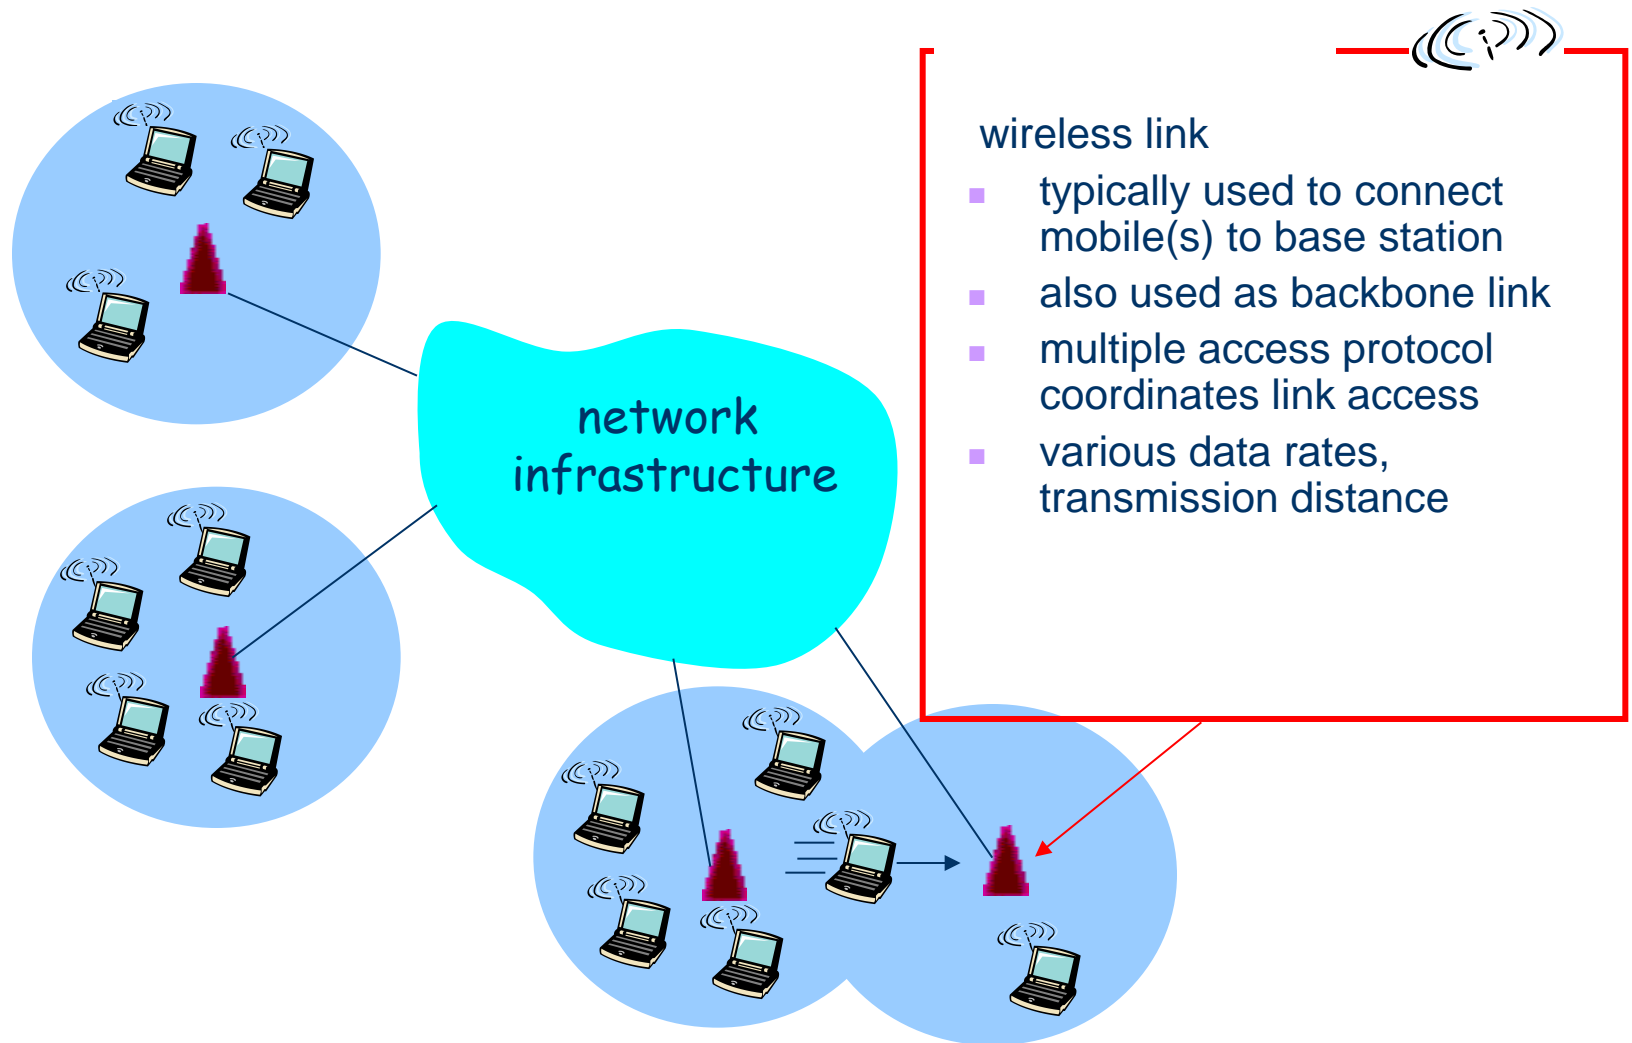 wireless link
typically used to connect
mobile(s) to base station
also used as backbone link
multiple access protocol
coordinates link access
various data rates,
transmission distance
network
infrastructure